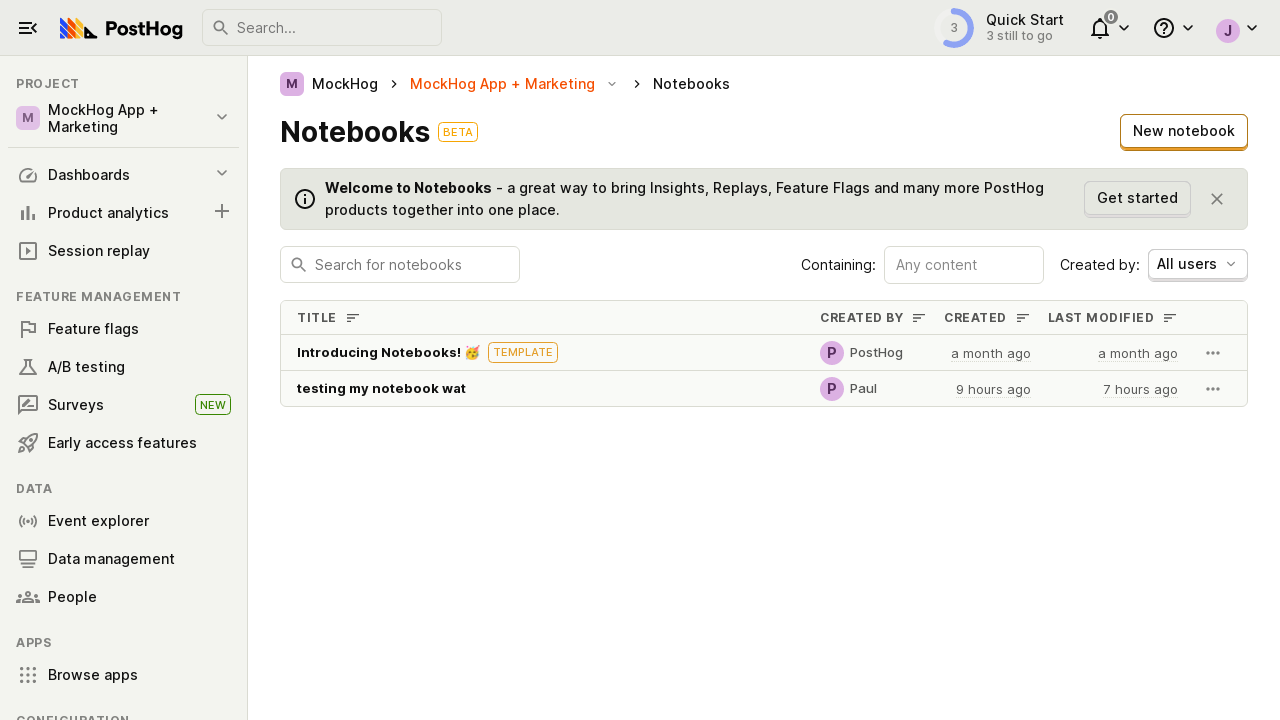 PostHog
Search...
3
Quick Start
3 still to go
0
J
PROJECT
M
MockHog App +
Marketing
Dashboards
Product analytics
Session replay
FEATURE MANAGEMENT
Feature flags
A/B testing
Surveys
NEW
Early access features
DATA
Event explorer
Data management
People
APPS
Browse apps
CONFIGURATION
M MockHog MockHog App + Marketing Notebooks
Notebooks BETA
New notebook
Welcome to Notebooks - a great way to bring Insights, Replays, Feature Flags and many more PostHog
products together into one place.
Get started
Search for notebooks
Containing: Any content Created by: All users
TITLE CREATED BY CREATED LAST MODIFIED
Introducing Notebooks! 🥳 TEMPLATE P PostHog a month ago a month ago
testing my notebook wat P Paul 9 hours ago 7 hours ago